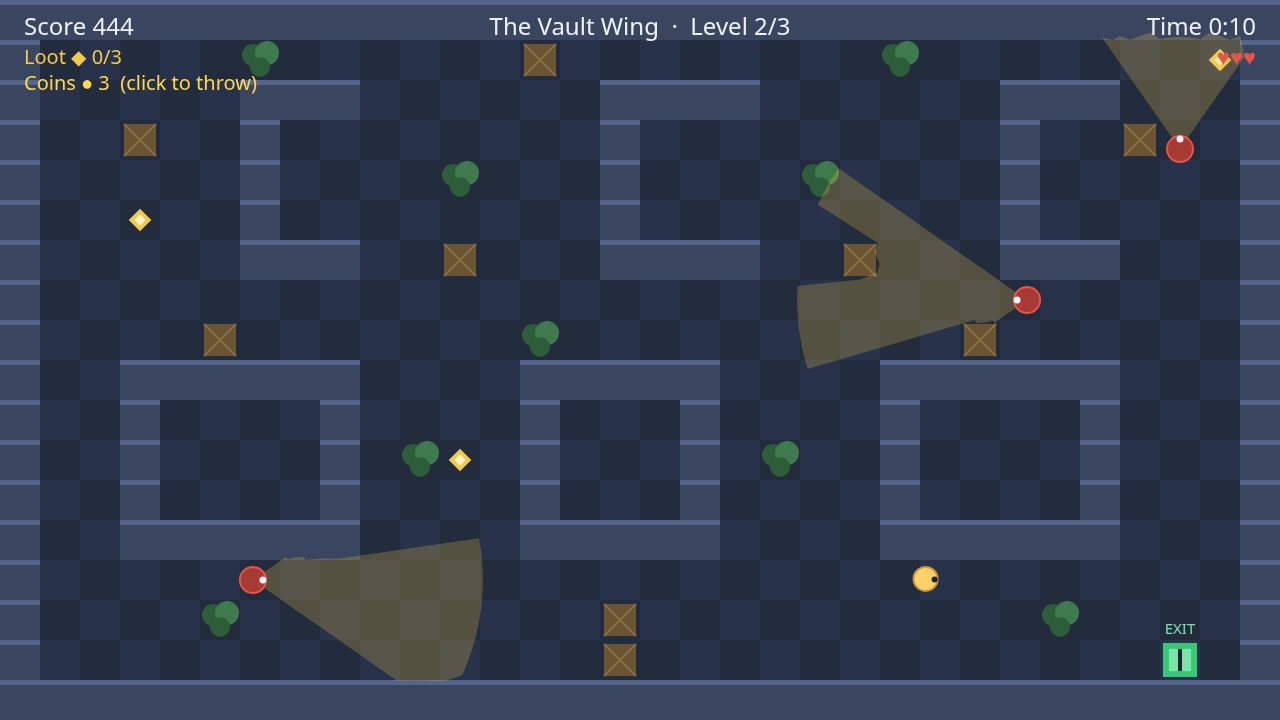 Score 444
The Vault Wing · Level 2/3
Time 0:10
Loot ◆ 0/3
Coins ● 3 (click to throw)
♥♥♥
EXIT